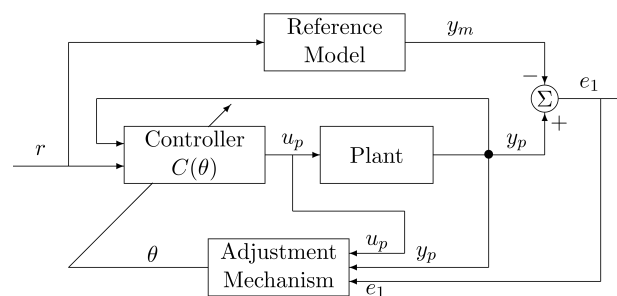 Reference
Model
y_m
−
Σ
e_1
+
r
Controller
C(θ)
u_p
Plant
y_p
θ
Adjustment
Mechanism
u_p
y_p
e_1